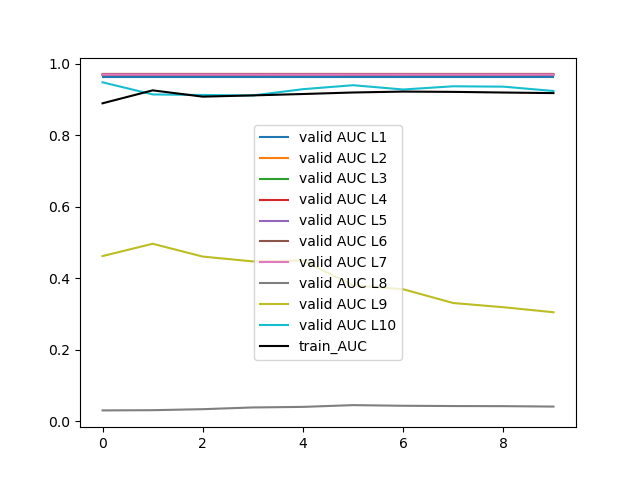 1.0
0.8
0.6
0.4
0.2
0.0
valid AUC L1
valid AUC L2
valid AUC L3
valid AUC L4
valid AUC L5
valid AUC L6
valid AUC L7
valid AUC L8
valid AUC L9
valid AUC L10
train_AUC
0 2 4 6 8